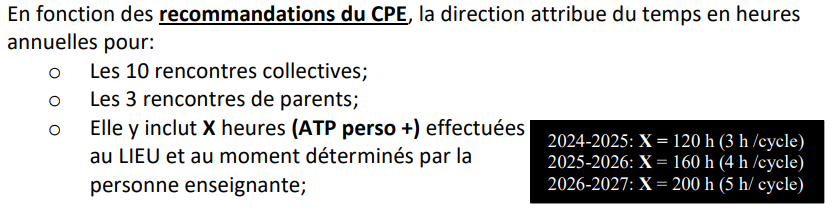 En fonction des recommandations du CPE, la direction attribue du temps en heures
annuelles pour:
o Les 10 rencontres collectives;
o Les 3 rencontres de parents;
o Elle y inclut X heures (ATP perso +) effectuées
au LIEU et au moment déterminés par la
personne enseignante;
2024-2025: X = 120 h (3 h /cycle)
2025-2026: X = 160 h (4 h /cycle)
2026-2027: X = 200 h (5 h/ cycle)